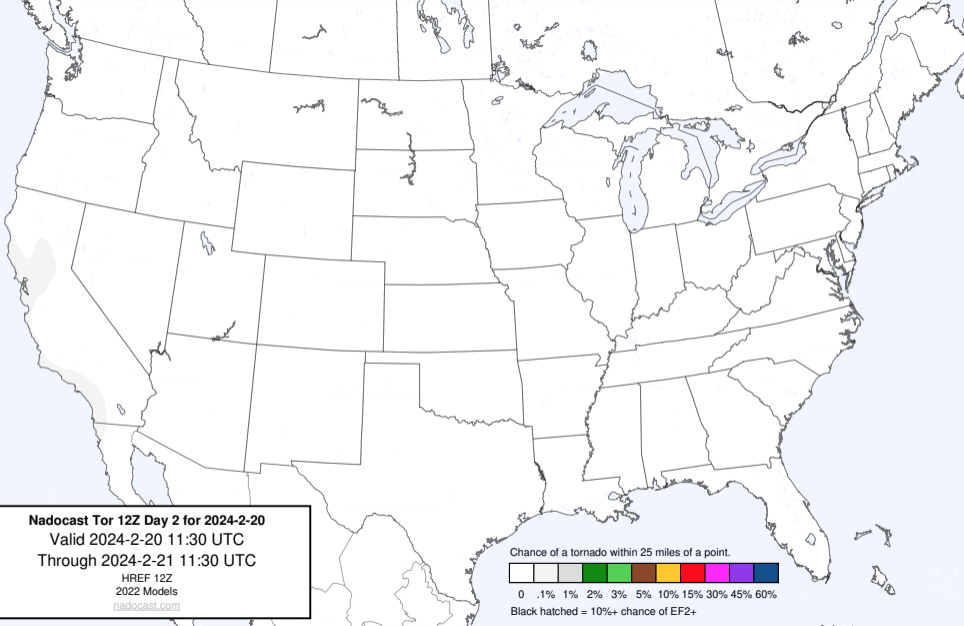 Nadocast Tor 12Z Day 2 for 2024-2-20
Valid 2024-2-20 11:30 UTC
Through 2024-2-21 11:30 UTC
HREF 12Z
2022 Models
nadocast.com
Chance of a tornado within 25 miles of a point.
0 .1% 1% 2% 3% 5% 10% 15% 30% 45% 60%
Black hatched = 10%+ chance of EF2+